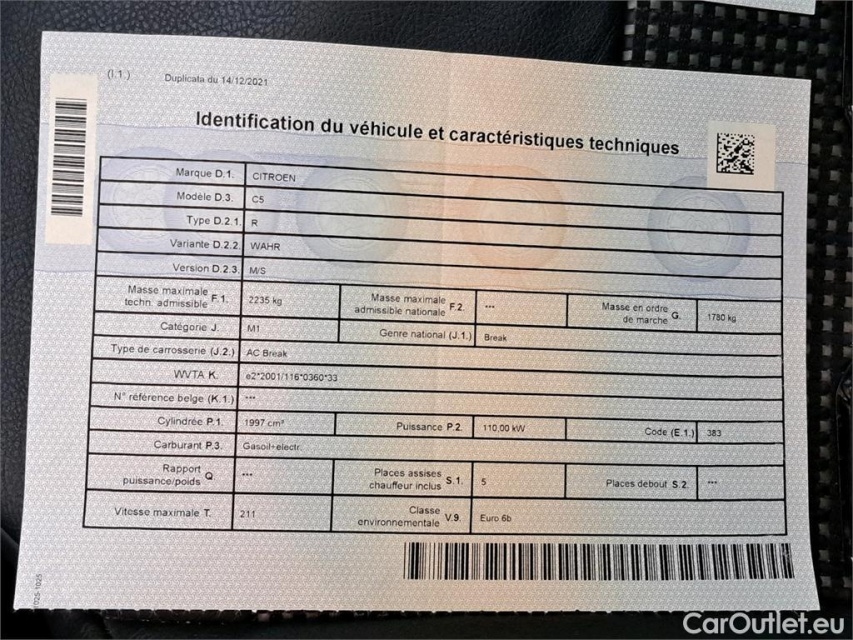 (I.1.) Duplicata du 14/12/2021
Identification du véhicule et caractéristiques techniques
Marque D.1. CITROEN
Modèle D.3. C5
Type D.2.1. R
Variante D.2.2. WAHR
Version D.2.3. M/S
Masse maximale techn. admissible F.1. 2235 kg Masse maximale admissible nationale F.2. --- Masse en ordre de marche G. 1780 kg
Catégorie J. M1 Genre national (J.1.) Break
Type de carrosserie (J.2.) AC Break
WVTA K. e2*2001/116*0360*33
N° référence belge (K.1.) ---
Cylindrée P.1. 1997 cm³ Puissance P.2. 110,00 kW Code (E.1.) 383
Carburant P.3. Gasoil+electr.
Rapport puissance/poids Q. --- Places assises chauffeur inclus S.1. 5 Places debout S.2. ---
Vitesse maximale T. 211 Classe environnementale V.9. Euro 6b
CarOutlet.eu